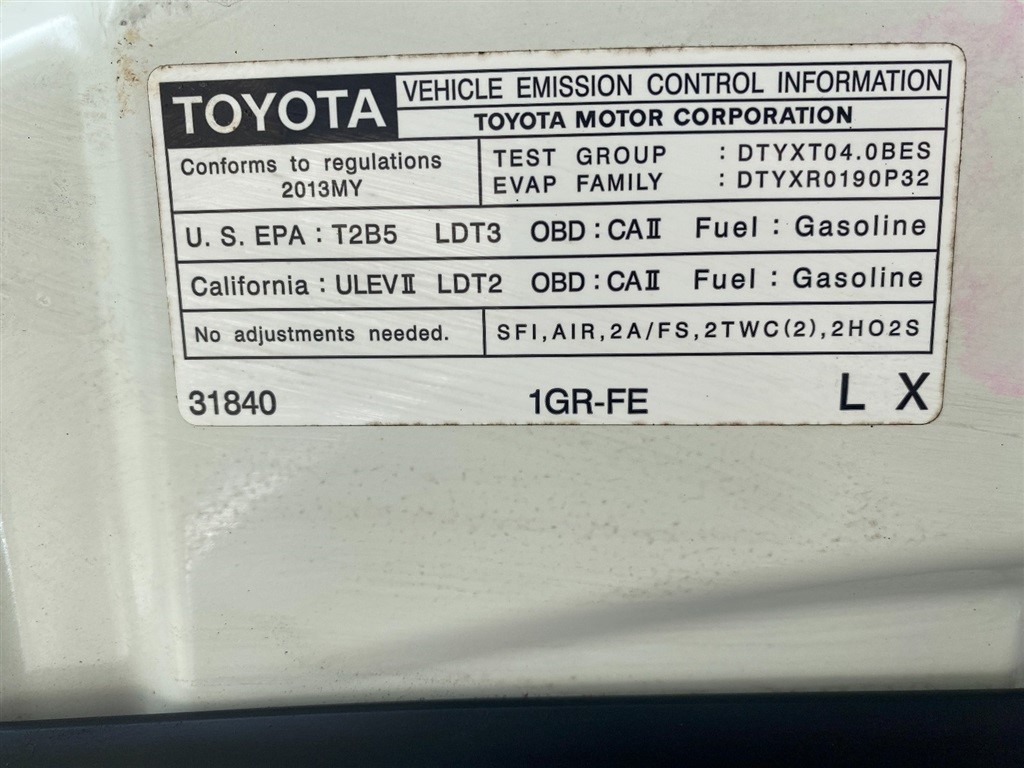 TOYOTA
VEHICLE EMISSION CONTROL INFORMATION
TOYOTA MOTOR CORPORATION
Conforms to regulations
2013MY
TEST GROUP : DTYXT04.0BES
EVAP FAMILY : DTYXR0190P32
U. S. EPA : T2B5 LDT3 OBD : CAⅡ Fuel : Gasoline
California : ULEVⅡ LDT2 OBD : CAⅡ Fuel : Gasoline
No adjustments needed.
SFI,AIR,2A/FS,2TWC(2),2HO2S
31840 1GR-FE L X